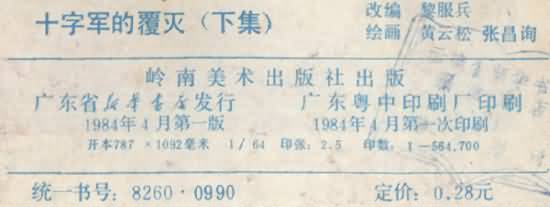 十字军的覆灭（下集）
改编 黎服兵
绘画 黄云松 张昌询
岭南美术出版社出版
广东省新华书店发行 广东粤中印刷厂印刷
1984年4月第一版 1984年4月第一次印刷
开本787×1092毫米 1/64 印张：2.5 印数：1—564,700
统一书号：8260·0990 定价：0.28元